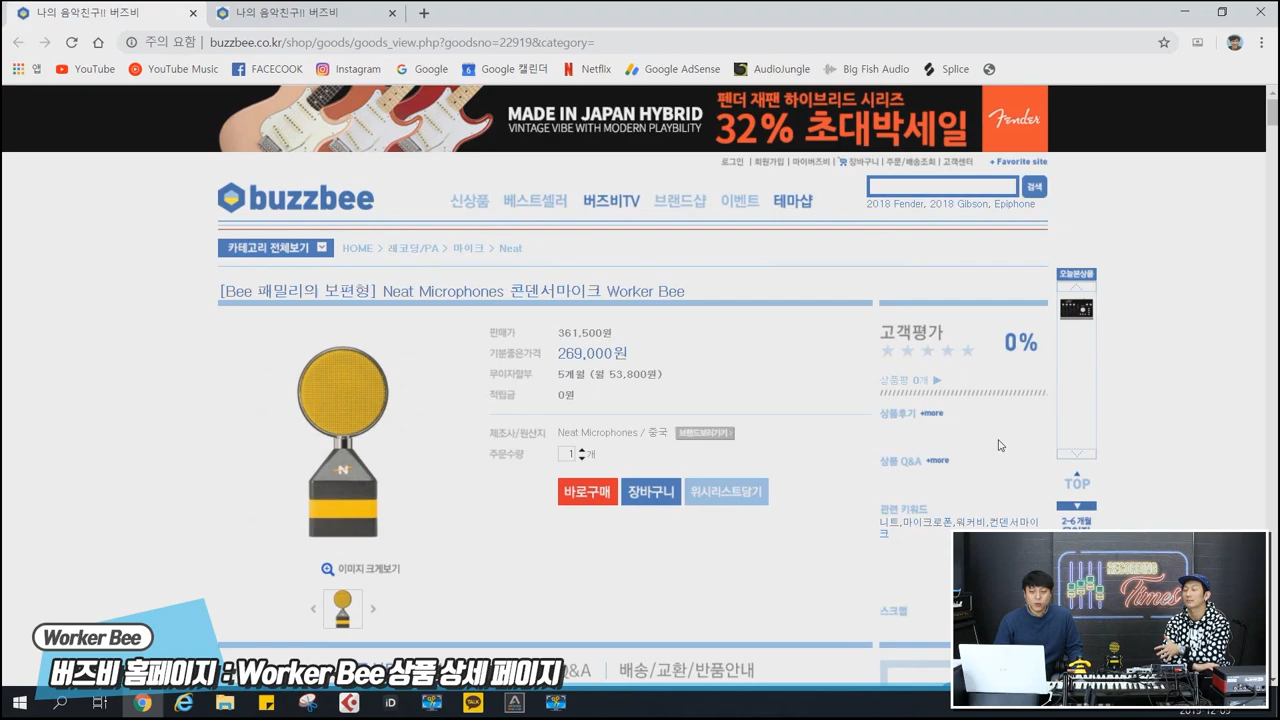 나의 음악친구!! 버즈비
나의 음악친구!! 버즈비
주의 요함 | buzzbee.co.kr/shop/goods/goods_view.php?goodsno=22919&category=
앱 YouTube YouTube Music FACECOOK Instagram Google Google 캘린더 Netflix Google AdSense AudioJungle Big Fish Audio Splice
MADE IN JAPAN HYBRID
VINTAGE VIBE WITH MODERN PLAYBILITY
펜더 재팬 하이브리드 시리즈
32% 초대박세일
Fender
로그인 | 회원가입 | 마이버즈비 | 장바구니 | 주문/배송조회 | 고객센터 + Favorite site
buzzbee
신상품 베스트셀러 버즈비TV 브랜드샵 이벤트 테마샵
검색
2018 Fender, 2018 Gibson, Epiphone
카테고리 전체보기
HOME > 레코딩/PA > 마이크 > Neat
오늘본상품
[Bee 패밀리의 보편형] Neat Microphones 콘덴서마이크 Worker Bee
판매가 361,500원
기분좋은가격 269,000원
무이자할부 5개월 (월 53,800원)
적립금 0원
제조사/원산지 Neat Microphones / 중국 브랜드보러가기
주문수량 1 개
바로구매 장바구니 위시리스트담기
고객평가
0%
상품평 0개 ▶
상품후기 +more
상품 Q&A +more
관련 키워드
니트,마이크로폰,워커비,컨덴서마이
크
스크랩
TOP
2~6 개월
N
이미지 크게보기
Q&A | 배송/교환/반품안내
RECORDING
Times
Worker Bee
버즈비 홈페이지 : Worker Bee 상품 상세 페이지
iD
TALK
2019-12-09